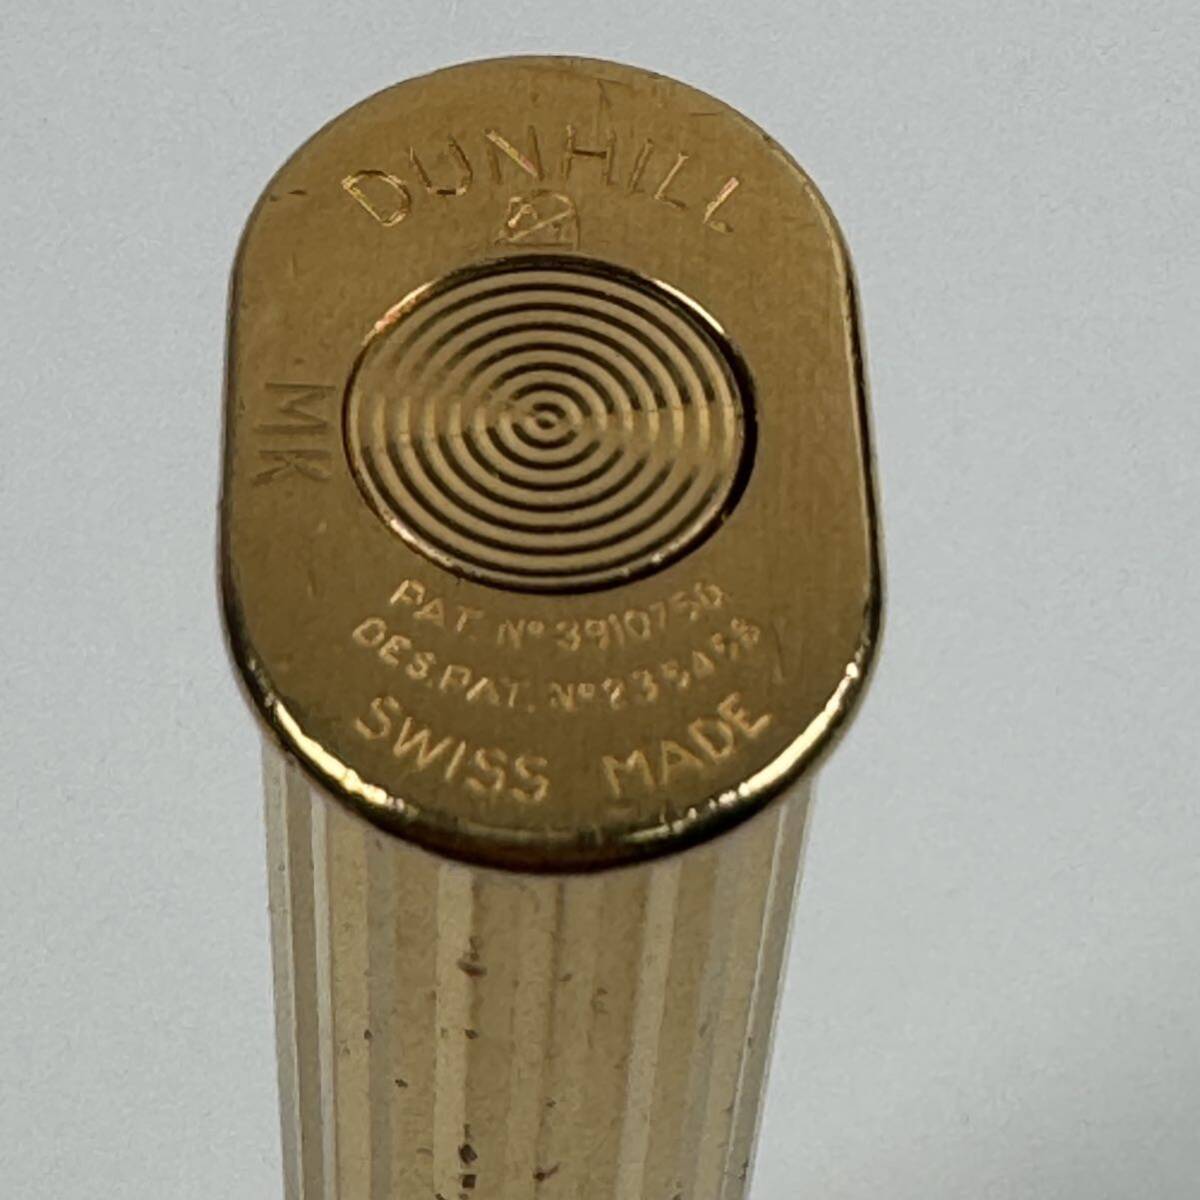 DUNHILL
MK
PAT. Nº 3910750
DES.PAT. Nº 235458
SWISS MADE